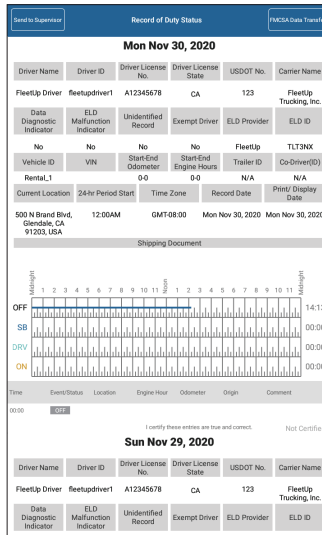 Send to Supervisor Record of Duty Status FMCSA Data Transfe
Mon Nov 30, 2020
Driver Name Driver ID Driver License No. Driver License State USDOT No. Carrier Name
FleetUp Driver fleetupdriver1 A12345678 CA 123 FleetUp Trucking, Inc.
Data Diagnostic Indicator ELD Malfunction Indicator Unidentified Record Exempt Driver ELD Provider ELD ID
No No No No FleetUp TLT3NX
Vehicle ID VIN Start-End Odometer Start-End Engine Hours Trailer ID Co-Driver(ID)
Rental_1 0-0 0-0 N/A N/A
Current Location 24-hr Period Start Time Zone Record Date Print/ Display Date
500 N Brand Blvd, Glendale, CA 91203, USA 12:00AM GMT-08:00 Mon Nov 30, 2020 Mon Nov 30, 2020
Shipping Document
Midnight 1 2 3 4 5 6 7 8 9 10 11 Noon 1 2 3 4 5 6 7 8 9 10 11 Midnight
OFF 14:13
SB 00:00
DRV 00:00
ON 00:00
Time Event/Status Location Engine Hour Odometer Origin Comment
00:00 OFF
I certify these entries are true and correct. Not Certifie
Sun Nov 29, 2020
Driver Name Driver ID Driver License No. Driver License State USDOT No. Carrier Name
FleetUp Driver fleetupdriver1 A12345678 CA 123 FleetUp Trucking, Inc.
Data Diagnostic Indicator ELD Malfunction Indicator Unidentified Record Exempt Driver ELD Provider ELD ID